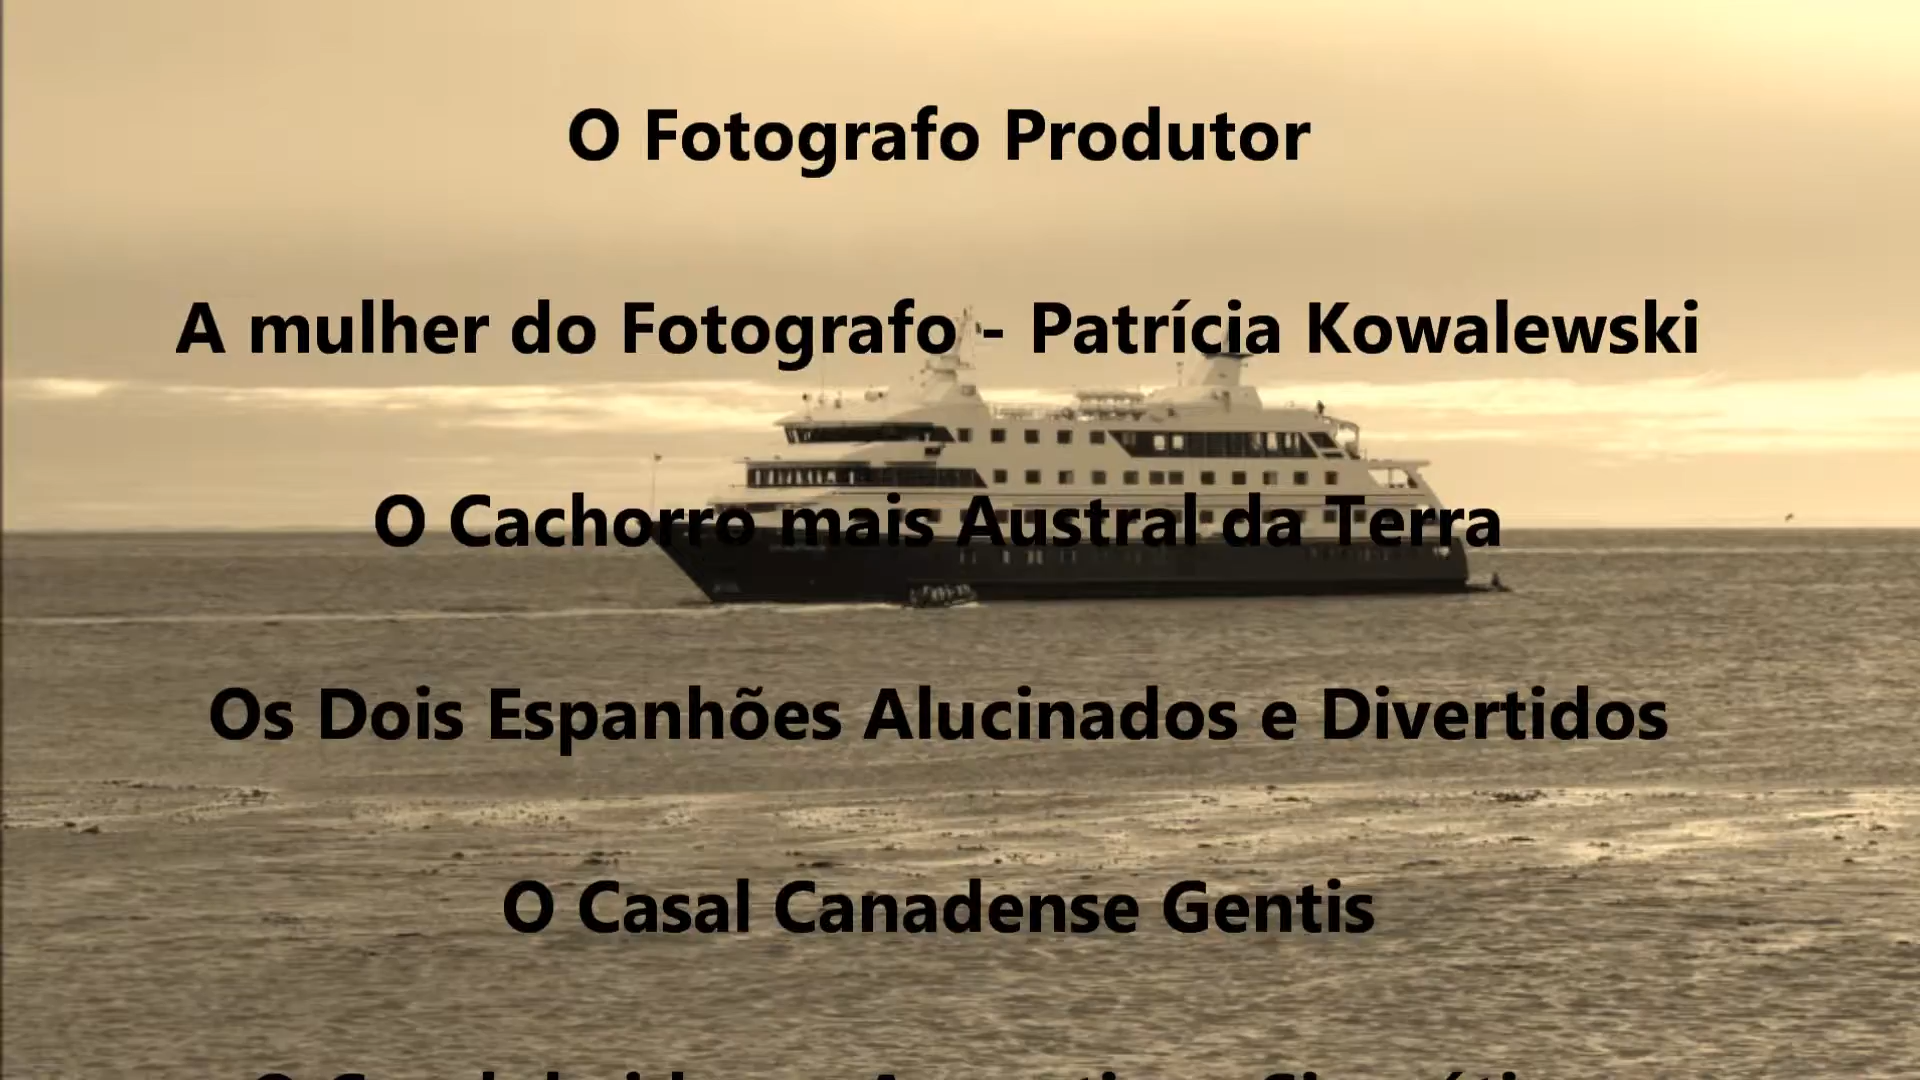 O Fotografo Produtor
A mulher do Fotografo - Patrícia Kowalewski
O Cachorro mais Austral da Terra
Os Dois Espanhões Alucinados e Divertidos
O Casal Canadense Gentis